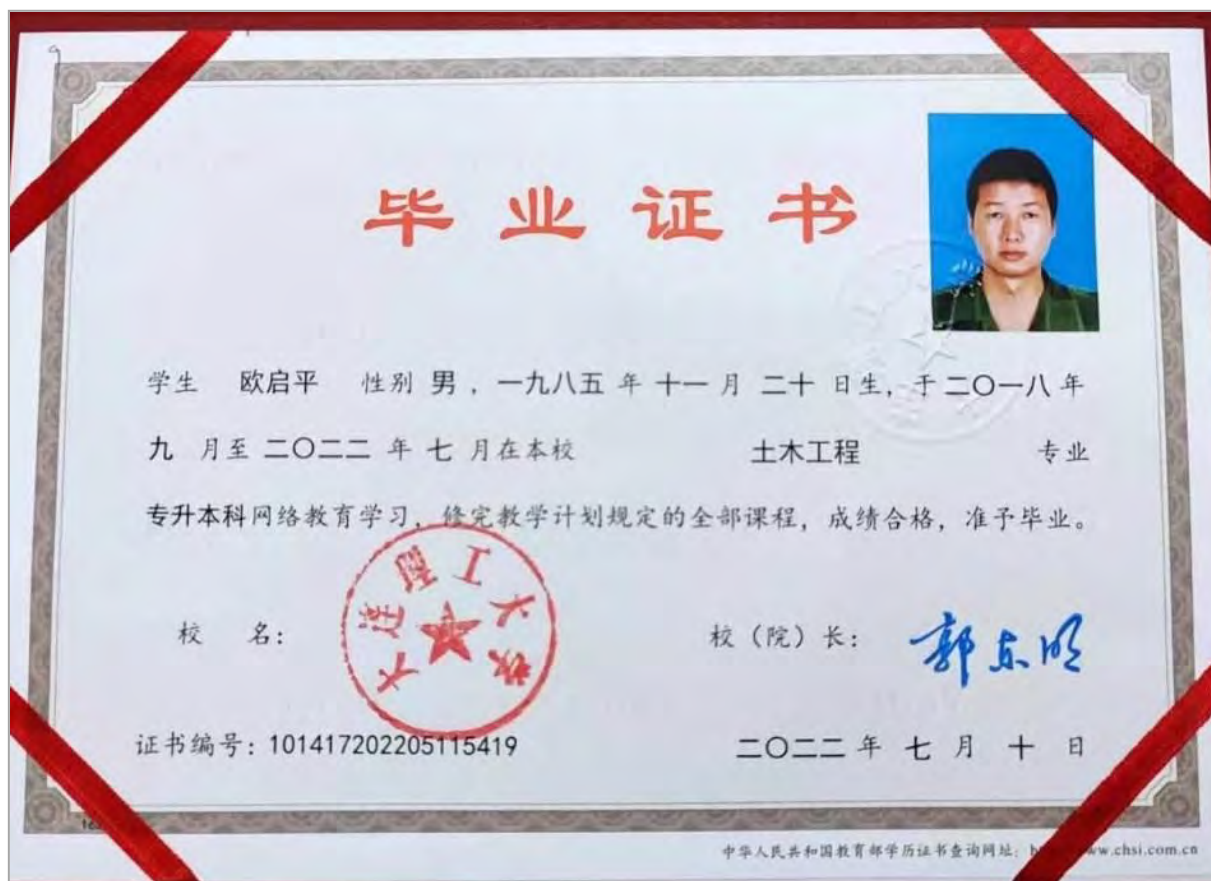 毕业证书
学生 欧启平 性别 男，一九八五 年 十一 月 二十 日生，于 二〇一八 年
九 月至 二〇二二 年 七 月在本校 土木工程 专业
专升本科 网络教育学习，修完教学计划规定的全部课程，成绩合格，准予毕业。
校 名：
大连理工大学
校（院）长：
郭东明
证书编号：101417202205115419
二〇二二 年 七 月 十 日
中华人民共和国教育部学历证书查询网址：
www.chsi.com.cn